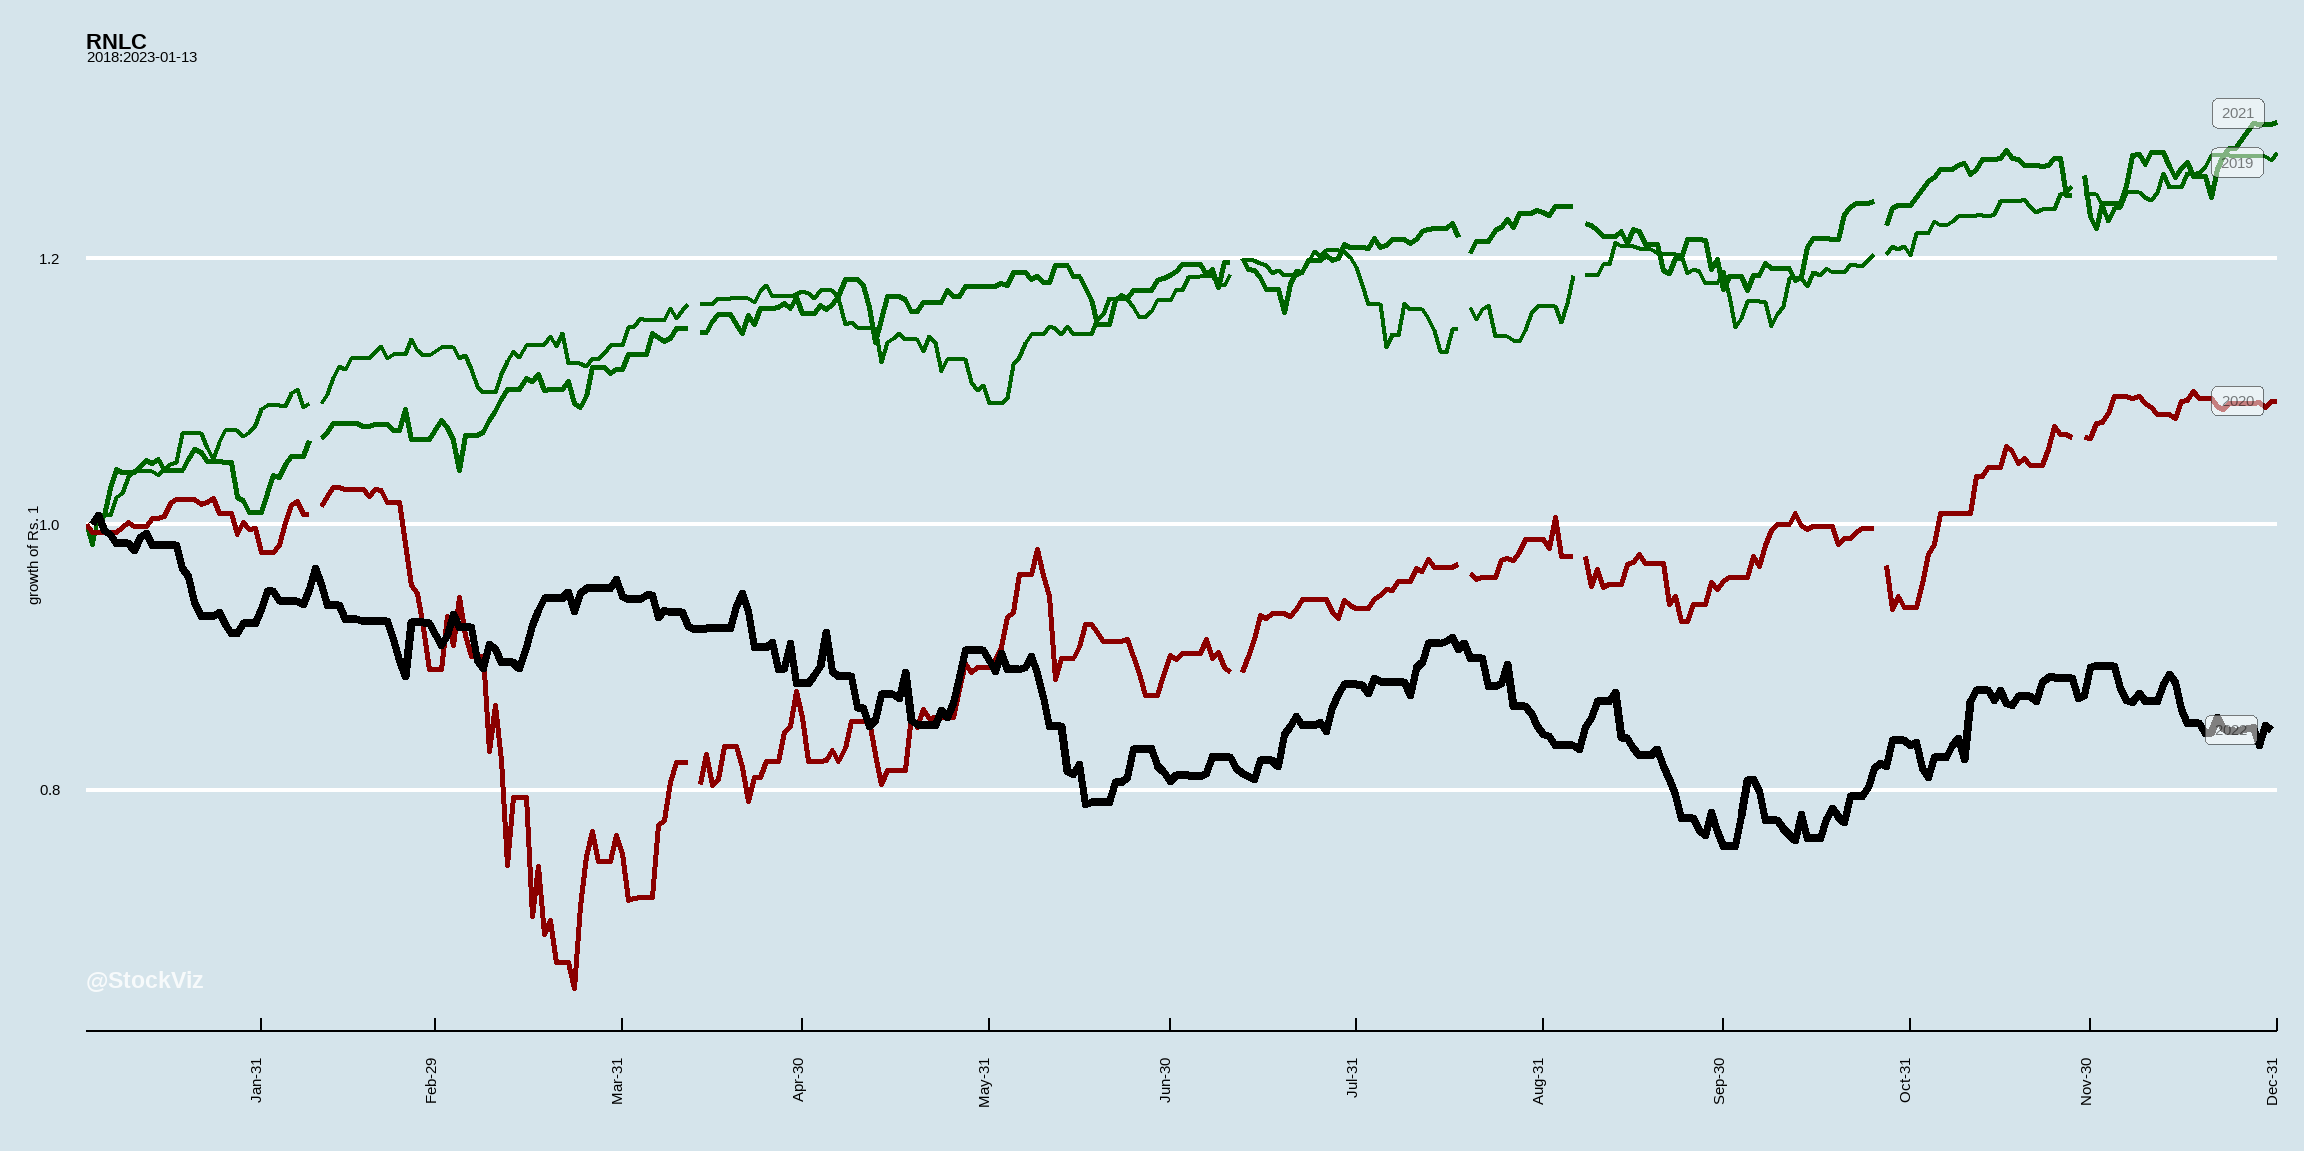 RNLC
2018:2023-01-13
2021
2019
1.2
2020
growth of Rs. 1
1.0
2022
0.8
@StockViz
Jan-31
Feb-29
Mar-31
Apr-30
May-31
Jun-30
Jul-31
Aug-31
Sep-30
Oct-31
Nov-30
Dec-31